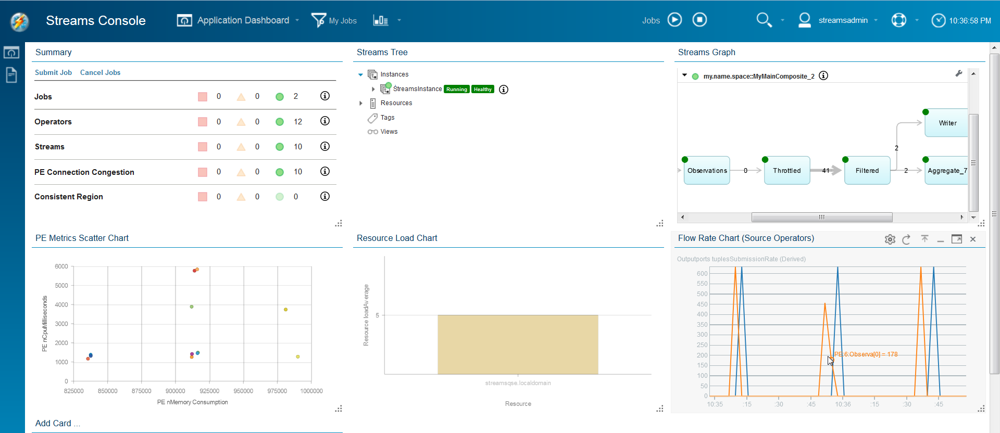 Streams Console
Application Dashboard
My Jobs
Jobs
streamsadmin
10:36:58 PM
Summary
Submit Job Cancel Jobs
Jobs 0 0 2
Operators 0 0 12
Streams 0 0 10
PE Connection Congestion 0 0 10
Consistent Region 0 0 0
Streams Tree
Instances
StreamsInstance Running Healthy
Resources
Tags
Views
Streams Graph
my.name.space::MyMainComposite_2
Writer
2
Observations 0 Throttled 41 Filtered 2 Aggregate_7
PE Metrics Scatter Chart
PE nCpuMilliseconds
6000
5000
4000
3000
2000
1000
0
825000 850000 875000 900000 925000 950000 975000 1000000
PE nMemory Consumption
Resource Load Chart
Resource loadAverage
5
streamsqse.localdomain
Resource
Flow Rate Chart (Source Operators)
Outputports tuplesSubmissionRate (Derived)
600
550
500
450
400
350
300
250
200
150
100
50
0
PE:6:Observa[0] = 178
10:35 :15 :30 :45 10:36 :15 :30 :45
Add Card ...